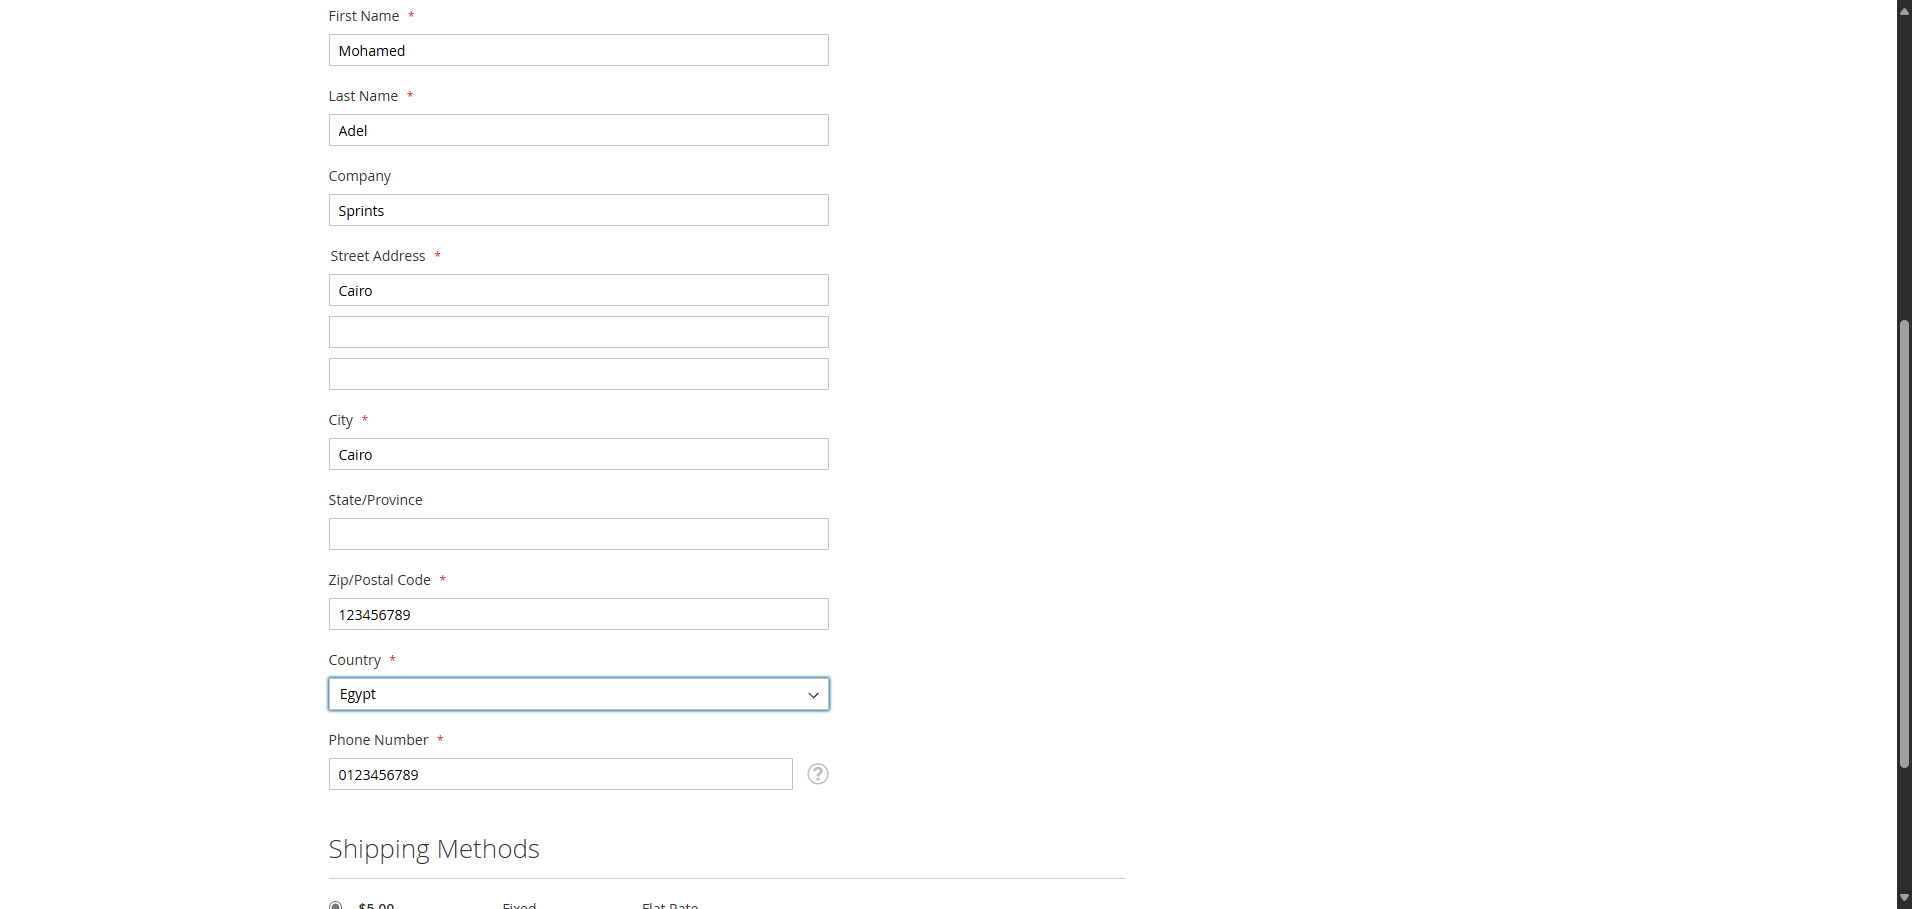 First Name *
Mohamed
Last Name *
Adel
Company
Sprints
Street Address *
Cairo
City *
Cairo
State/Province
Zip/Postal Code *
123456789
Country *
Egypt
Phone Number *
0123456789 ?
Shipping Methods
$5.00 Fixed Flat Rate